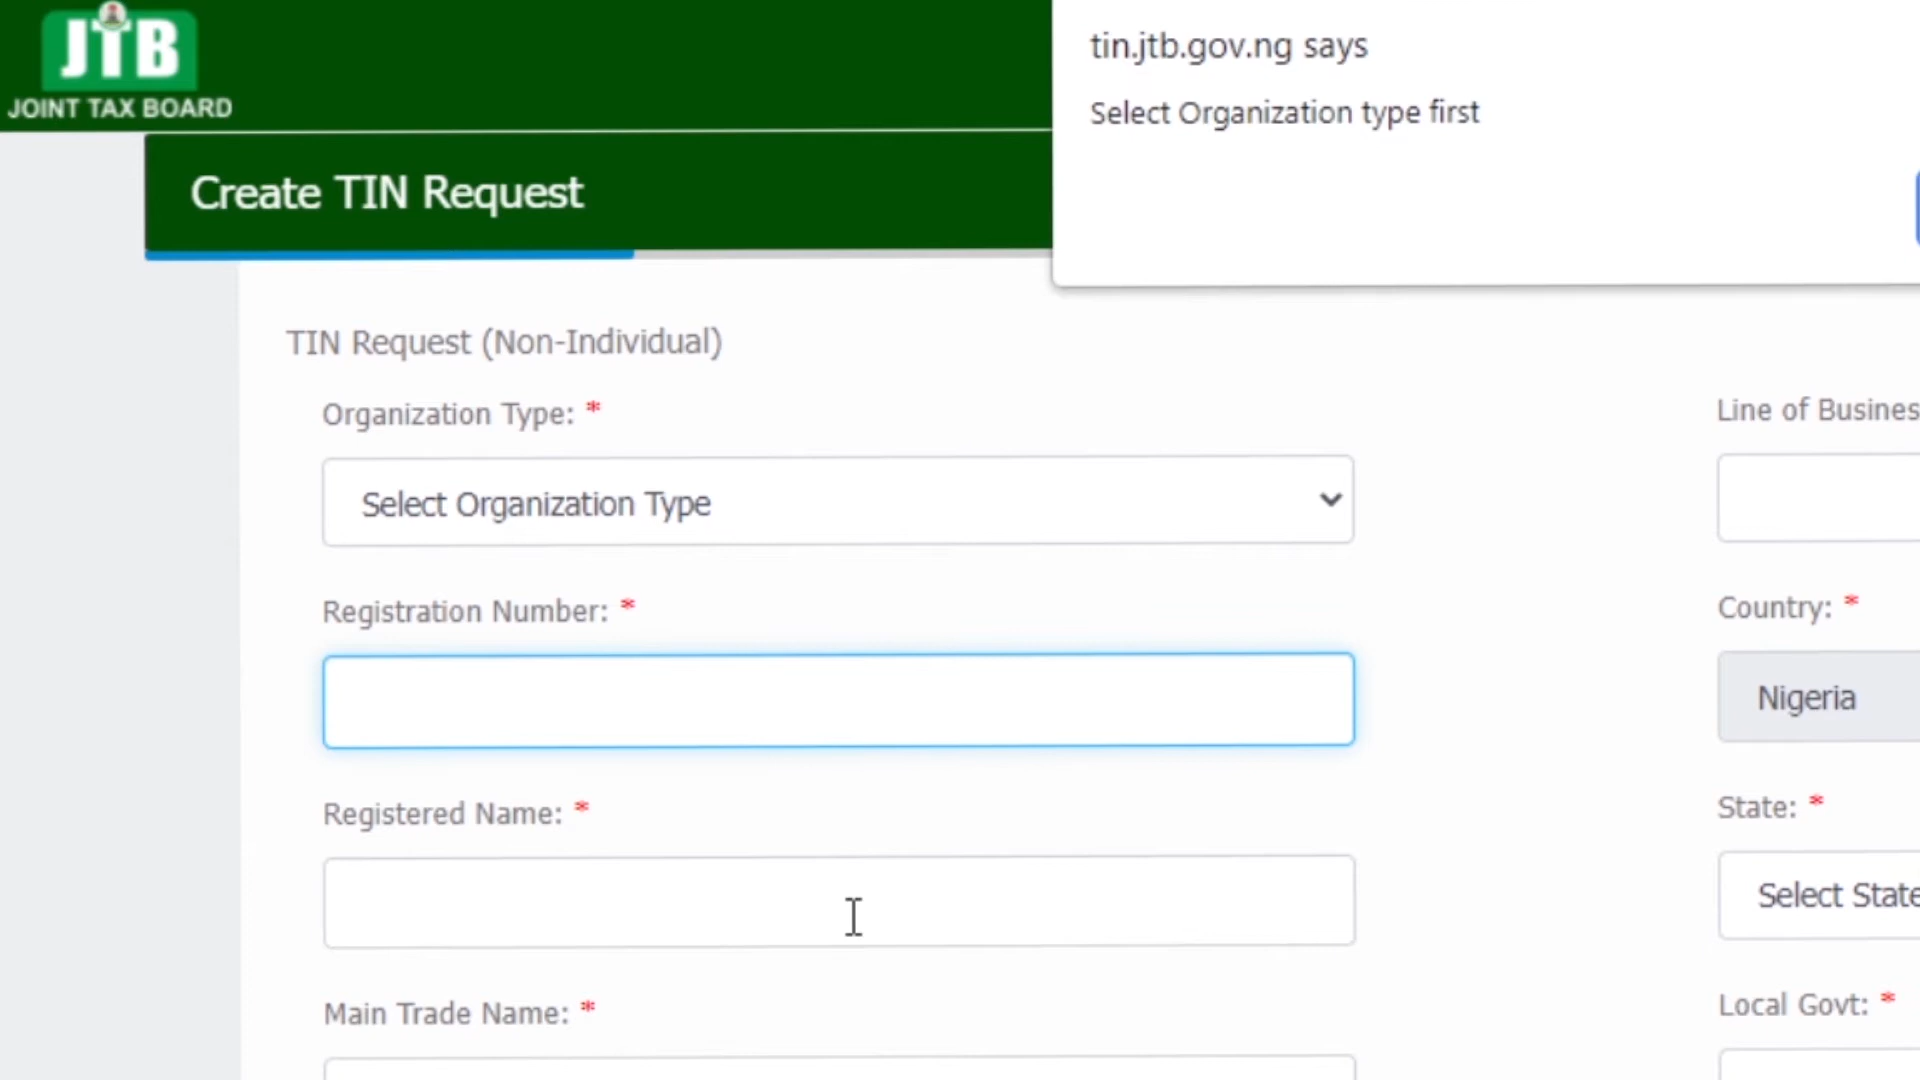 JTB
JOINT TAX BOARD
tin.jtb.gov.ng says
Select Organization type first
Create TIN Request
TIN Request (Non-Individual)
Organization Type: *
Select Organization Type
Line of Busines
Registration Number: *
Country: *
Nigeria
Registered Name: *
State: *
Select State
Main Trade Name: *
Local Govt: *